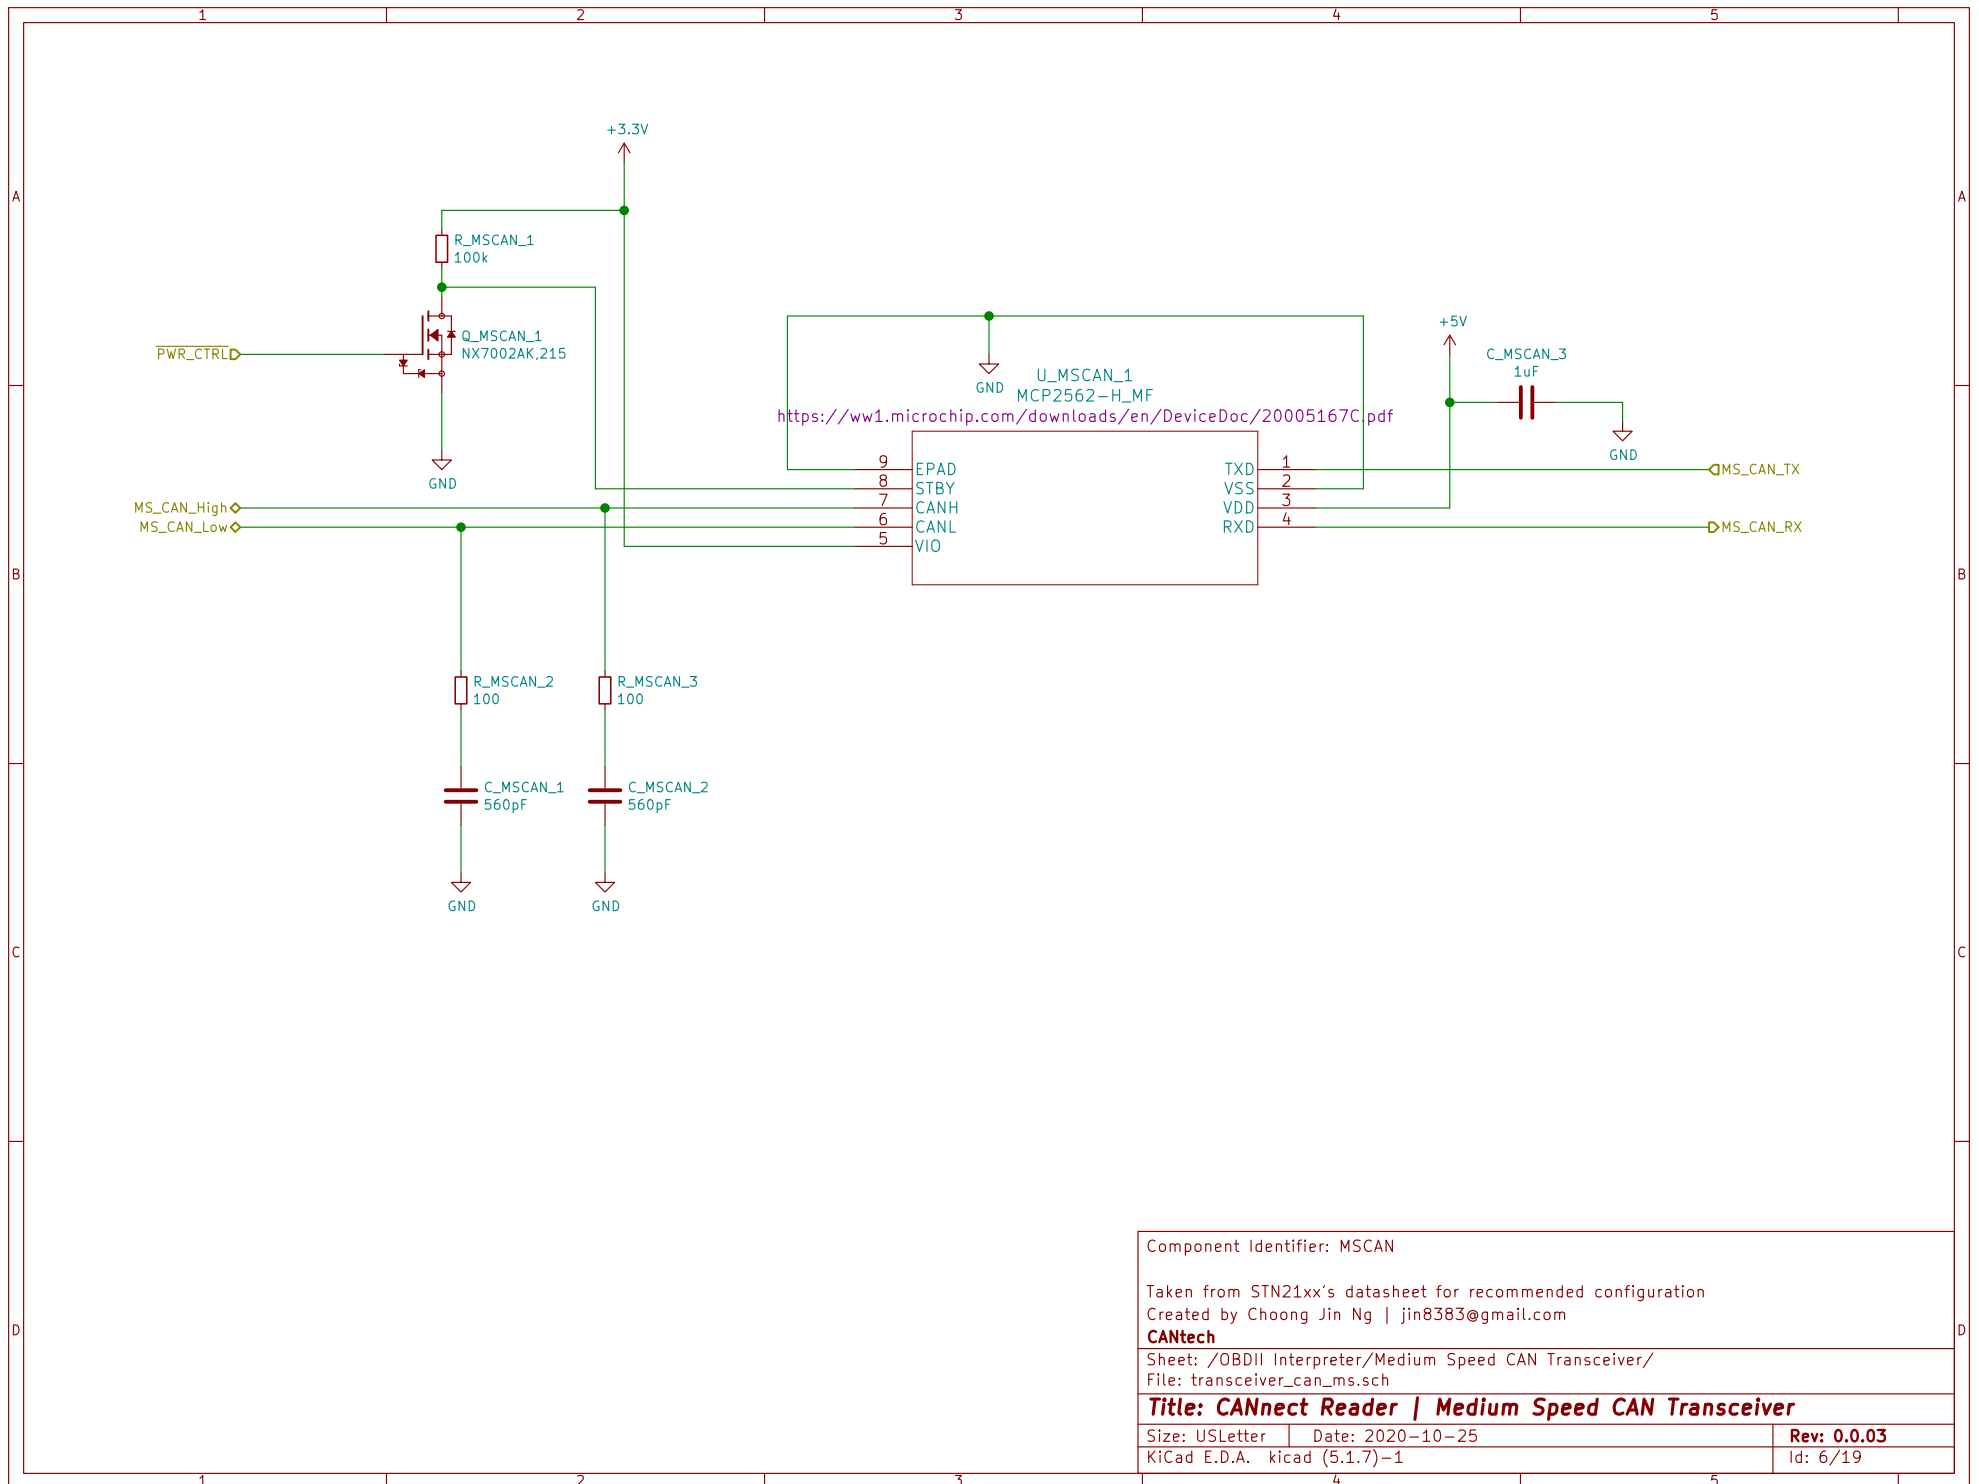 1 2 3 4 5
A A
B B
C C
D D
+3.3V
R_MSCAN_1
100k
Q_MSCAN_1
NX7002AK,215
PWR_CTRL
GND
+5V
C_MSCAN_3
1uF
GND
GND
U_MSCAN_1
MCP2562-H_MF
https://ww1.microchip.com/downloads/en/DeviceDoc/20005167C.pdf
9 EPAD
8 STBY
7 CANH
6 CANL
5 VIO
TXD 1
VSS 2
VDD 3
RXD 4
MS_CAN_TX
MS_CAN_RX
MS_CAN_High
MS_CAN_Low
R_MSCAN_2
100
R_MSCAN_3
100
C_MSCAN_1
560pF
C_MSCAN_2
560pF
GND
GND
Component Identifier: MSCAN
Taken from STN21xx's datasheet for recommended configuration
Created by Choong Jin Ng | jin8383@gmail.com
CANtech
Sheet: /OBDII Interpreter/Medium Speed CAN Transceiver/
File: transceiver_can_ms.sch
Title: CANnect Reader | Medium Speed CAN Transceiver
Size: USLetter Date: 2020-10-25 Rev: 0.0.03
KiCad E.D.A. kicad (5.1.7)-1 Id: 6/19
1 2 3 4 5